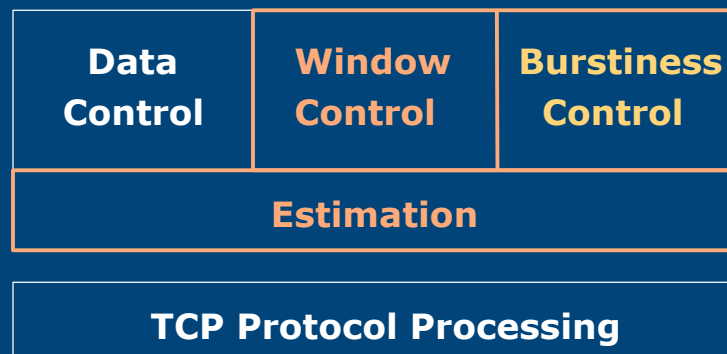 Data Window Burstiness
Control Control Control
Estimation
TCP Protocol Processing